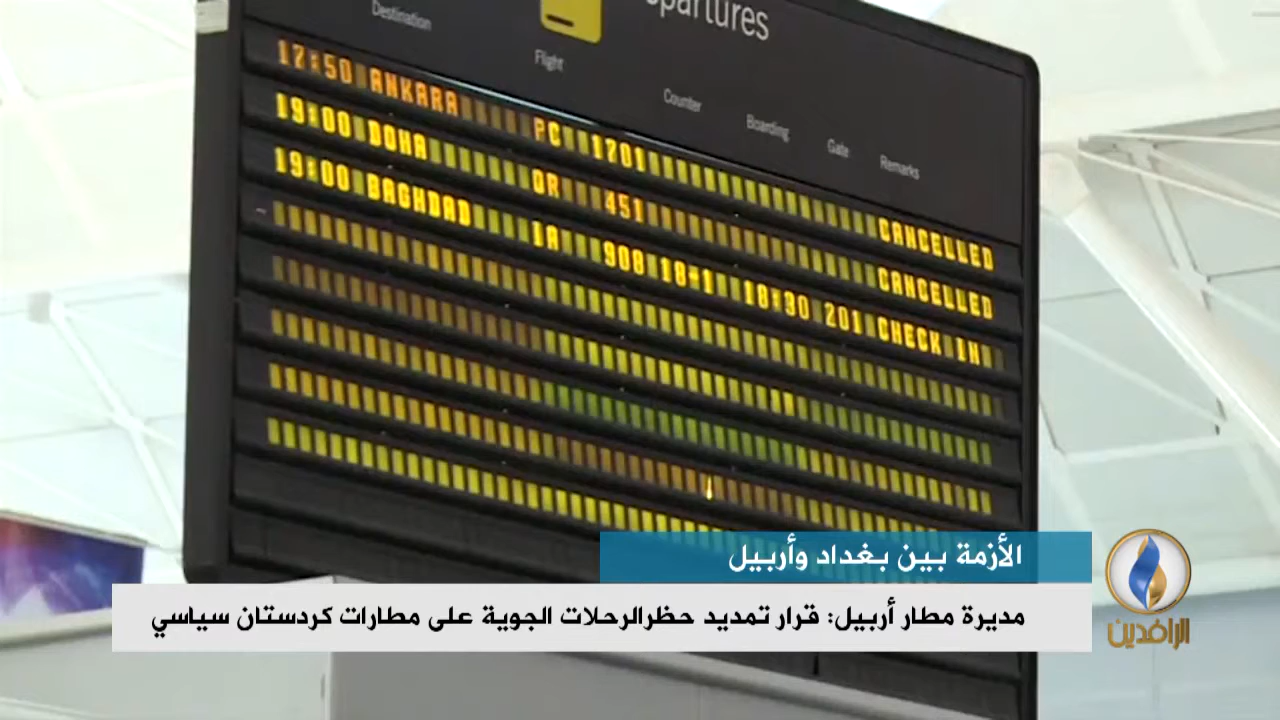 Departures
Destination Flight Counter Boarding Gate Remarks
17:50 ANKARA PC 1701 CANCELLED
19:00 DOHA QR 451 CANCELLED
19:00 BAGHDAD IA 908 18-1 18:30 201 CHECK IN
الأزمة بين بغداد وأربيل
مديرة مطار أربيل: قرار تمديد حظرالرحلات الجوية على مطارات كردستان سياسي
الرافدين